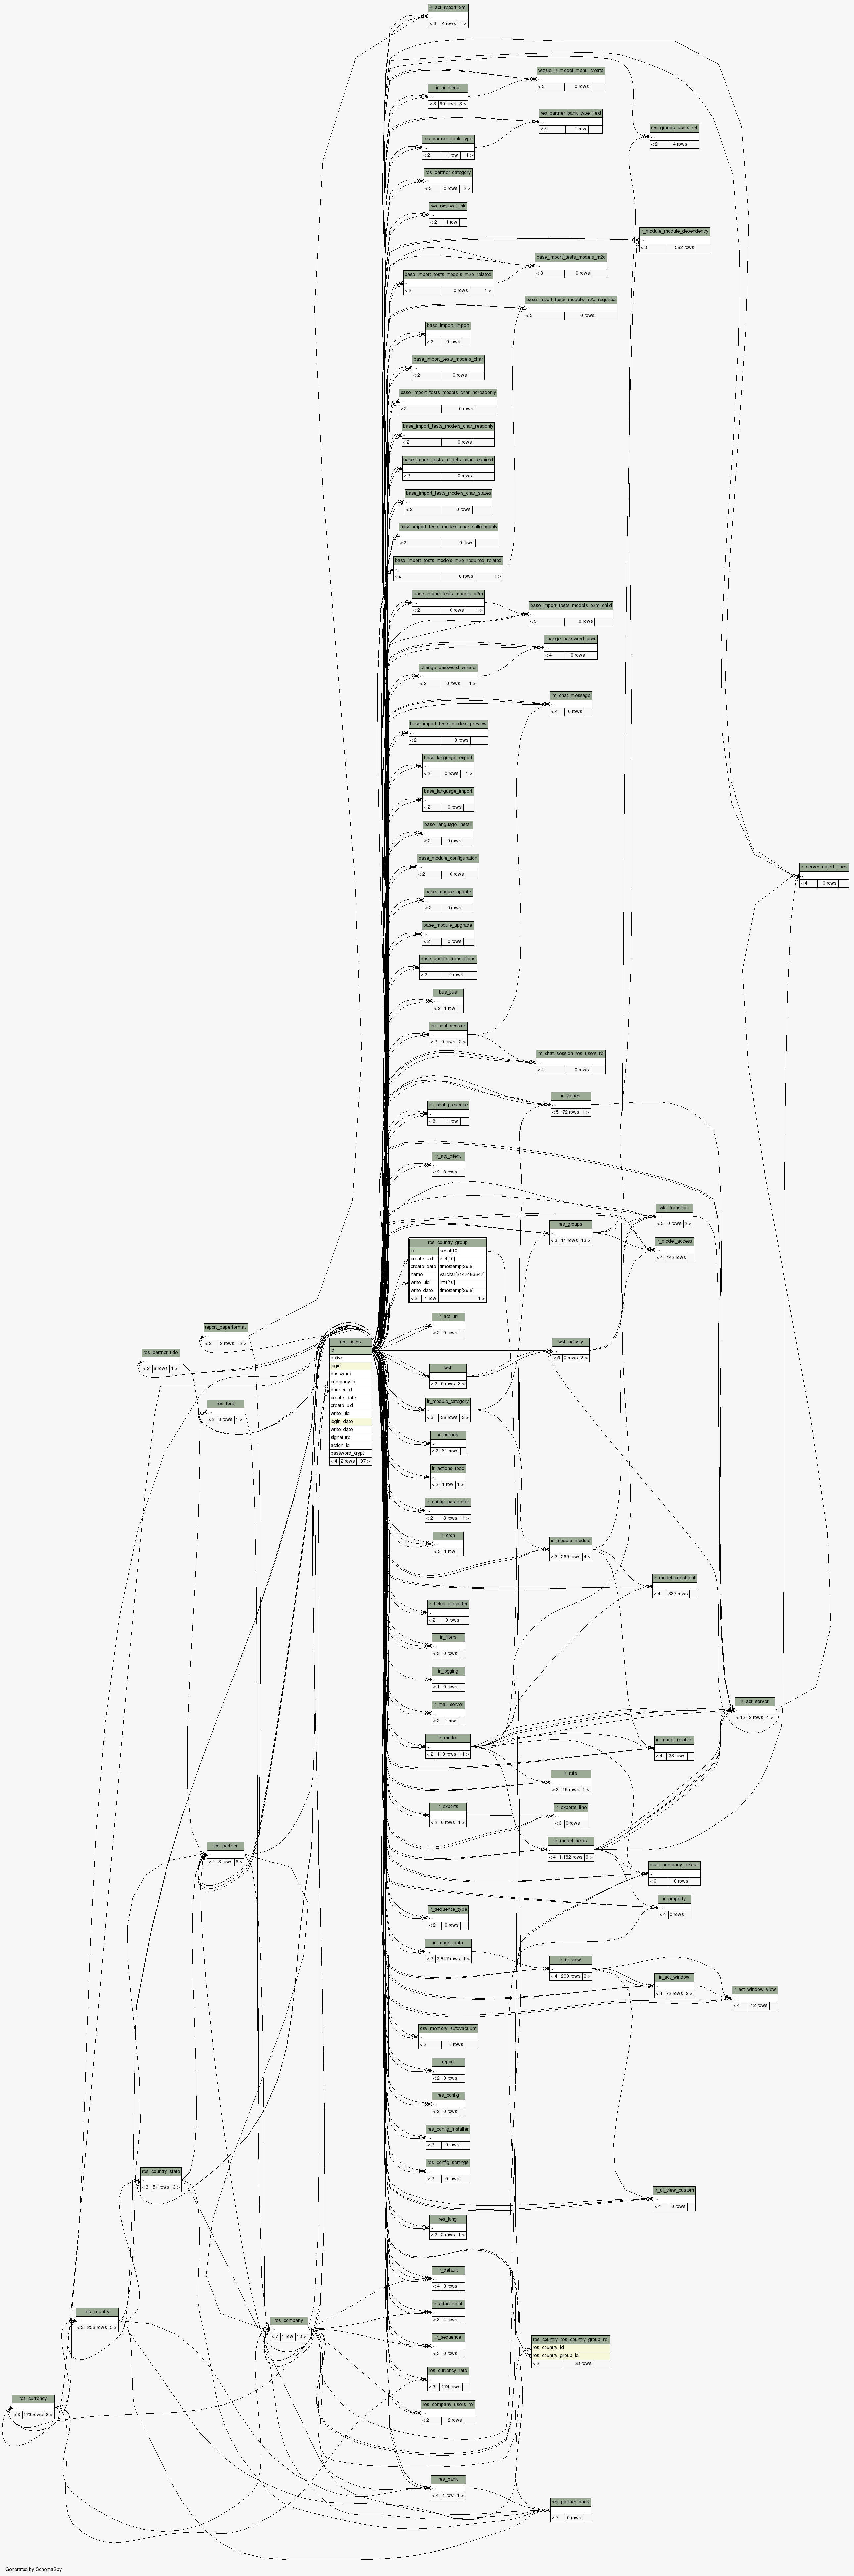 ir_act_report_xml
...
< 3 4 rows 1 >
wizard_ir_model_menu_create
...
< 3 0 rows
ir_ui_menu
...
< 3 90 rows 3 >
res_partner_bank_type_field
...
< 3 1 row
res_groups_users_rel
...
< 2 4 rows
res_partner_bank_type
...
< 2 1 row 1 >
res_partner_category
...
< 3 0 rows 2 >
res_request_link
...
< 2 1 row
ir_module_module_dependency
...
< 3 582 rows
base_import_tests_models_m2o
...
< 3 0 rows
base_import_tests_models_m2o_related
...
< 2 0 rows 1 >
base_import_tests_models_m2o_required
...
< 3 0 rows
base_import_import
...
< 2 0 rows
base_import_tests_models_char
...
< 2 0 rows
base_import_tests_models_char_noreadonly
...
< 2 0 rows
base_import_tests_models_char_readonly
...
< 2 0 rows
base_import_tests_models_char_required
...
< 2 0 rows
base_import_tests_models_char_states
...
< 2 0 rows
base_import_tests_models_char_stillreadonly
...
< 2 0 rows
base_import_tests_models_m2o_required_related
...
< 2 0 rows 1 >
base_import_tests_models_o2m
...
< 2 0 rows 1 >
base_import_tests_models_o2m_child
...
< 3 0 rows
change_password_user
...
< 4 0 rows
change_password_wizard
...
< 2 0 rows 1 >
im_chat_message
...
< 4 0 rows
base_import_tests_models_preview
...
< 2 0 rows
base_language_export
...
< 2 0 rows 1 >
base_language_import
...
< 2 0 rows
base_language_install
...
< 2 0 rows
base_module_configuration
...
< 2 0 rows
ir_server_object_lines
...
< 4 0 rows
base_module_update
...
< 2 0 rows
base_module_upgrade
...
< 2 0 rows
base_update_translations
...
< 2 0 rows
bus_bus
...
< 2 1 row
im_chat_session
...
< 2 0 rows 2 >
im_chat_session_res_users_rel
...
< 4 0 rows
ir_values
...
< 5 72 rows 1 >
im_chat_presence
...
< 3 1 row
ir_act_client
...
< 2 3 rows
wkf_transition
...
< 5 0 rows 2 >
res_groups
...
< 3 11 rows 13 >
ir_model_access
...
< 4 142 rows
res_country_group
id serial[10]
create_uid int4[10]
create_date timestamp[29.6]
name varchar[2147483647]
write_uid int4[10]
write_date timestamp[29.6]
< 2 1 row 1 >
ir_act_url
...
< 2 0 rows
report_paperformat
...
< 2 2 rows 2 >
res_users
id
active
login
password
company_id
partner_id
create_date
create_uid
write_uid
login_date
write_date
signature
action_id
password_crypt
< 4 2 rows 197 >
wkf_activity
...
< 5 0 rows 3 >
res_partner_title
...
< 2 8 rows 1 >
wkf
...
< 2 0 rows 3 >
res_font
...
< 2 3 rows 1 >
ir_module_category
...
< 3 38 rows 3 >
ir_actions
...
< 2 81 rows
ir_actions_todo
...
< 2 1 row 1 >
ir_config_parameter
...
< 2 3 rows 1 >
ir_cron
...
< 3 1 row
ir_module_module
...
< 3 269 rows 4 >
ir_model_constraint
...
< 4 337 rows
ir_fields_converter
...
< 2 0 rows
ir_filters
...
< 3 0 rows
ir_logging
...
< 1 0 rows
ir_mail_server
...
< 2 1 row
ir_act_server
...
< 12 2 rows 4 >
ir_model
...
< 2 119 rows 11 >
ir_model_relation
...
< 4 23 rows
ir_rule
...
< 3 15 rows 1 >
ir_exports
...
< 2 0 rows 1 >
ir_exports_line
...
< 3 0 rows
ir_model_fields
...
< 4 1.182 rows 9 >
res_partner
...
< 9 3 rows 6 >
multi_company_default
...
< 6 0 rows
ir_property
...
< 4 0 rows
ir_sequence_type
...
< 2 0 rows
ir_model_data
...
< 2 2.847 rows 1 >
ir_ui_view
...
< 4 200 rows 6 >
ir_act_window
...
< 4 72 rows 2 >
ir_act_window_view
...
< 4 12 rows
osv_memory_autovacuum
...
< 2 0 rows
report
...
< 2 0 rows
res_config
...
< 2 0 rows
res_config_installer
...
< 2 0 rows
res_config_settings
...
< 2 0 rows
res_country_state
...
< 3 51 rows 3 >
ir_ui_view_custom
...
< 4 0 rows
res_lang
...
< 2 2 rows 1 >
ir_default
...
< 4 0 rows
ir_attachment
...
< 3 4 rows
res_country
...
< 3 253 rows 5 >
res_company
...
< 7 1 row 13 >
ir_sequence
...
< 3 0 rows
res_country_res_country_group_rel
res_country_id
res_country_group_id
< 2 28 rows
res_currency_rate
...
< 3 174 rows
res_currency
...
< 3 173 rows 3 >
res_company_users_rel
...
< 2 2 rows
res_bank
...
< 4 1 row 1 >
res_partner_bank
...
< 7 0 rows
Generated by SchemaSpy